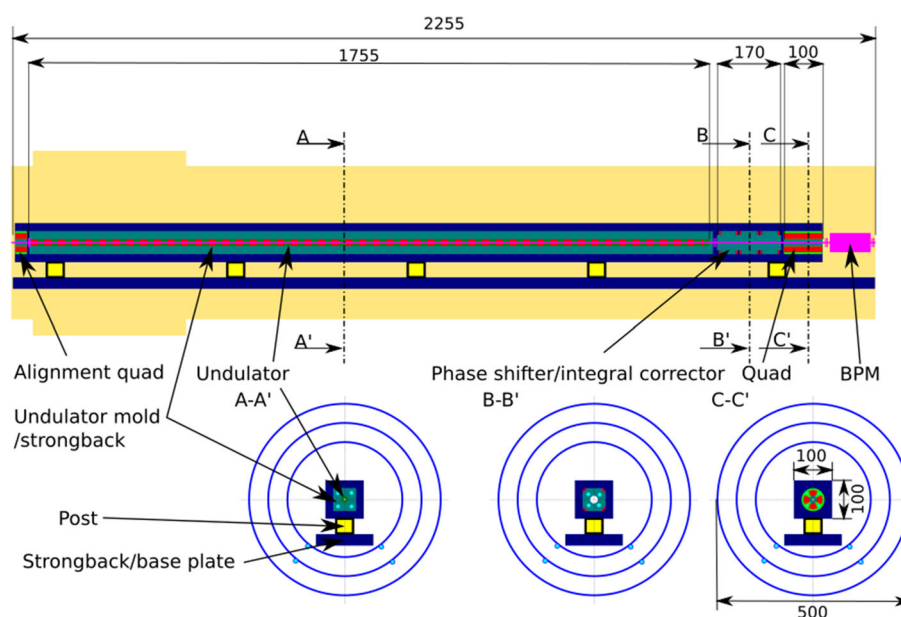 2255
1755
170
100
A
B
C
A'
B'
C'
Alignment quad
Undulator
Phase shifter/integral corrector
Quad
BPM
Undulator mold
/strongback
A-A'
B-B'
C-C'
100
100
Post
Strongback/base plate
500